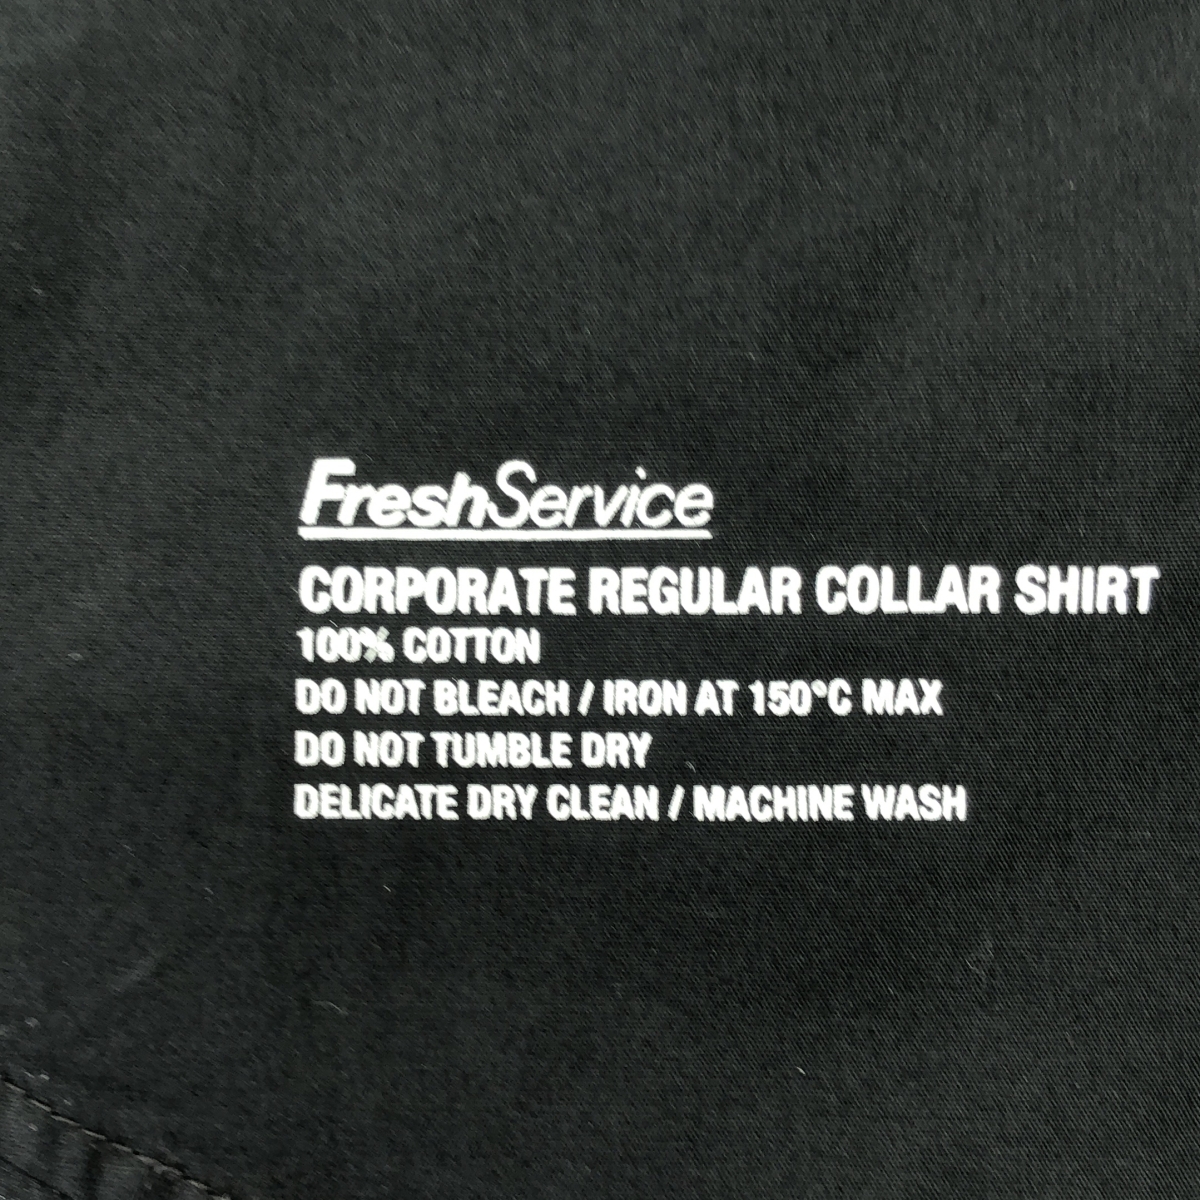 FreshService
CORPORATE REGULAR COLLAR SHIRT
100% COTTON
DO NOT BLEACH / IRON AT 150°C MAX
DO NOT TUMBLE DRY
DELICATE DRY CLEAN / MACHINE WASH